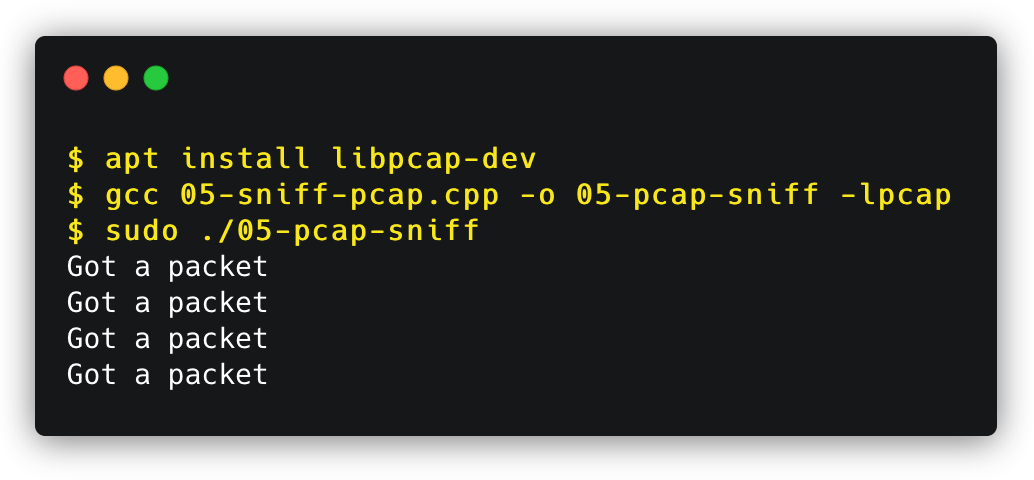 $ apt install libpcap-dev
$ gcc 05-sniff-pcap.cpp -o 05-pcap-sniff -lpcap
$ sudo ./05-pcap-sniff
Got a packet
Got a packet
Got a packet
Got a packet